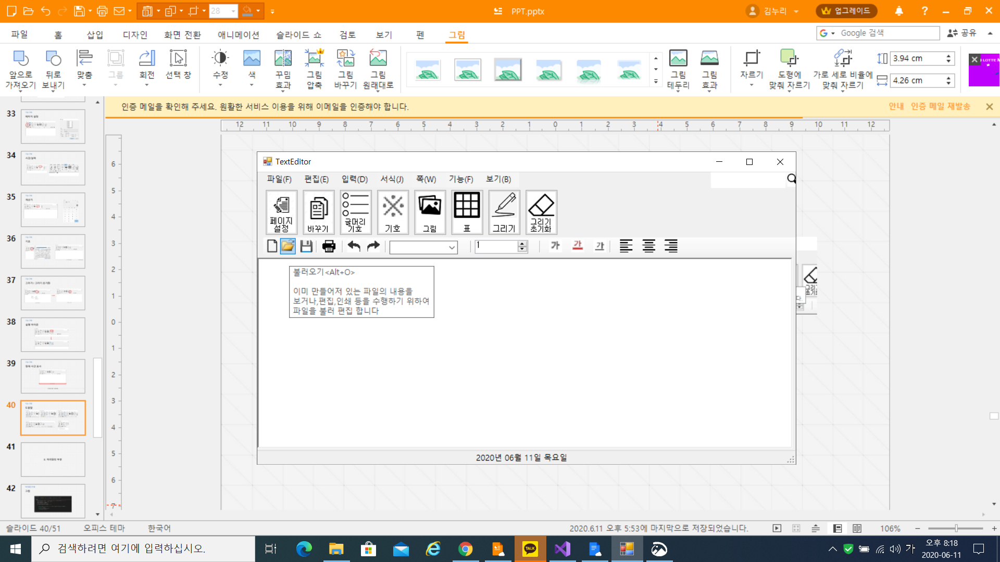 28
PPT.pptx
김누리
업그레이드
파일 홈 삽입 디자인 화면 전환 애니메이션 슬라이드 쇼 검토 보기 펜 그림
Google 검색
공유
앞으로 가져오기
뒤로 보내기
맞춤
그룹
회전
선택 창
수정
색
꾸밈 효과
그림 압축
그림 바꾸기
그림 원래대로
그림 테두리
그림 효과
자르기
도형에 맞춰 자르기
가로 세로 비율에 맞춰 자르기
3.94 cm
4.26 cm
인증 메일을 확인해 주세요. 원활한 서비스 이용을 위해 이메일을 인증해야 합니다.
안내 인증 메일 재발송
12 11 10 9 8 7 6 5 4 3 2 1 0 1 2 3 4 5 6 7 8 9 10 11 12
6
5
4
3
2
1
0
1
2
3
4
5
6
7
33
34
35
36
37
38
39
40
41
42
TextEditor
파일(F) 편집(E) 입력(D) 서식(J) 쪽(W) 기능(F) 보기(B)
페이지 설정
바꾸기
글머리 기호
기호
그림
표
그리기
그리기 초기화
1
가 가 가
불러오기<Alt+O>
이미 만들어저 있는 파일의 내용을
보거나,편집,인쇄 등을 수행하기 위하여
파일을 불러 편집 합니다
2020년 06월 11일 목요일
슬라이드 40/51 오피스 테마 한국어
2020.6.11 오후 5:53에 마지막으로 저장되었습니다.
106%
검색하려면 여기에 입력하십시오.
TALK
가
오후 8:18
2020-06-11